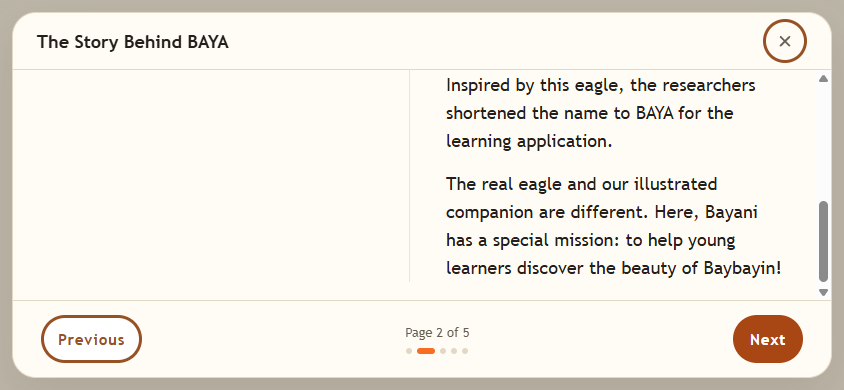 The Story Behind BAYA
Inspired by this eagle, the researchers
shortened the name to BAYA for the
learning application.
The real eagle and our illustrated
companion are different. Here, Bayani
has a special mission: to help young
learners discover the beauty of Baybayin!
Previous
Page 2 of 5
Next